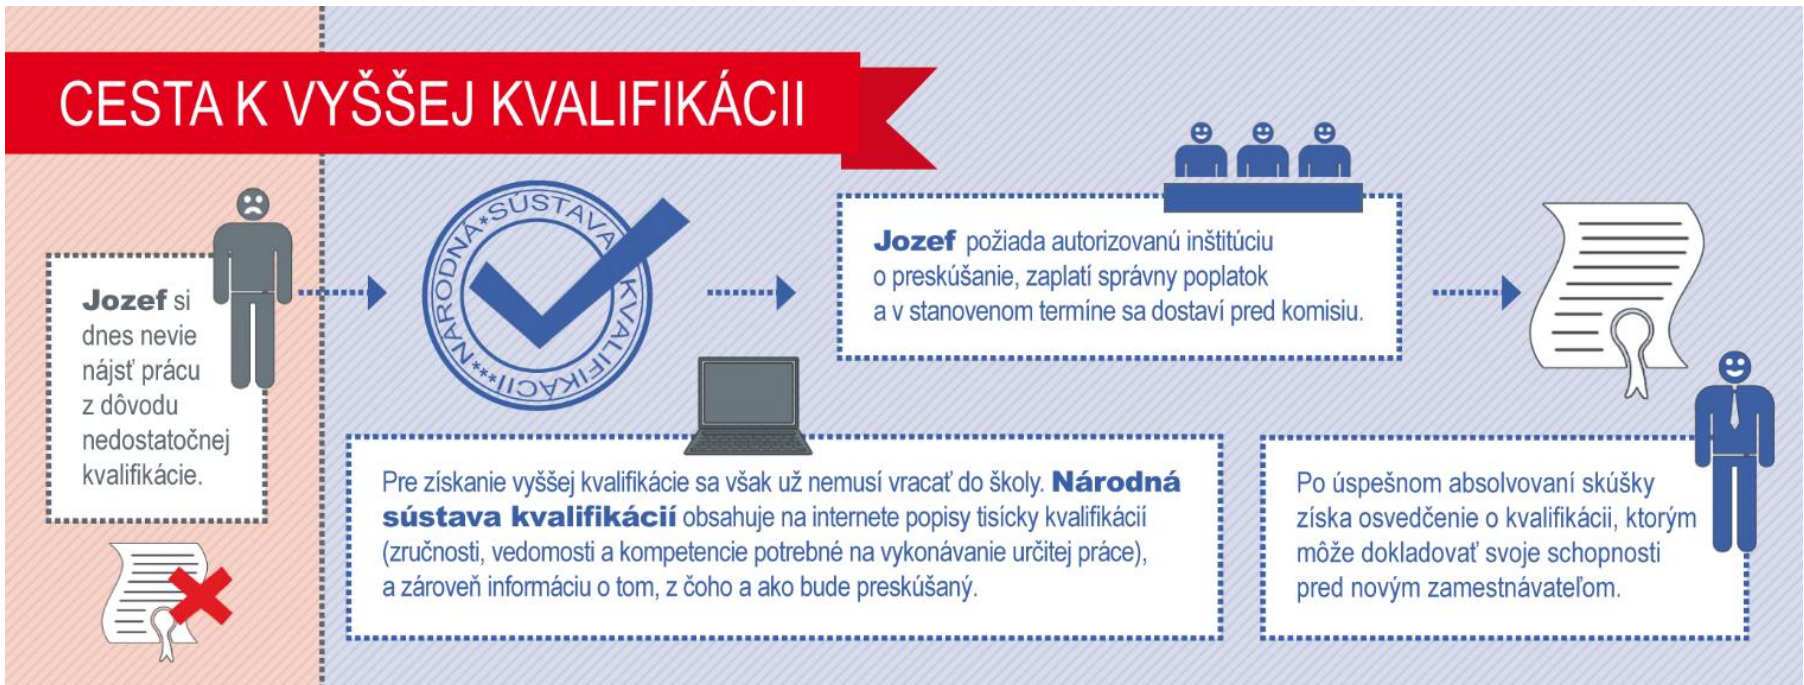 CESTA K VYŠŠEJ KVALIFIKÁCII
Jozef si
dnes nevie
nájsť prácu
z dôvodu
nedostatočnej
kvalifikácie.
NÁRODNÁ*SÚSTAVA KVALIFIKÁCII***
Pre získanie vyššej kvalifikácie sa však už nemusí vracať do školy. Národná
sústava kvalifikácií obsahuje na internete popisy tisícky kvalifikácií
(zručnosti, vedomosti a kompetencie potrebné na vykonávanie určitej práce),
a zároveň informáciu o tom, z čoho a ako bude preskúšaný.
Jozef požiada autorizovanú inštitúciu
o preskúšanie, zaplatí správny poplatok
a v stanovenom termíne sa dostaví pred komisiu.
Po úspešnom absolvovaní skúšky
získa osvedčenie o kvalifikácii, ktorým
môže dokladovať svoje schopnosti
pred novým zamestnávateľom.